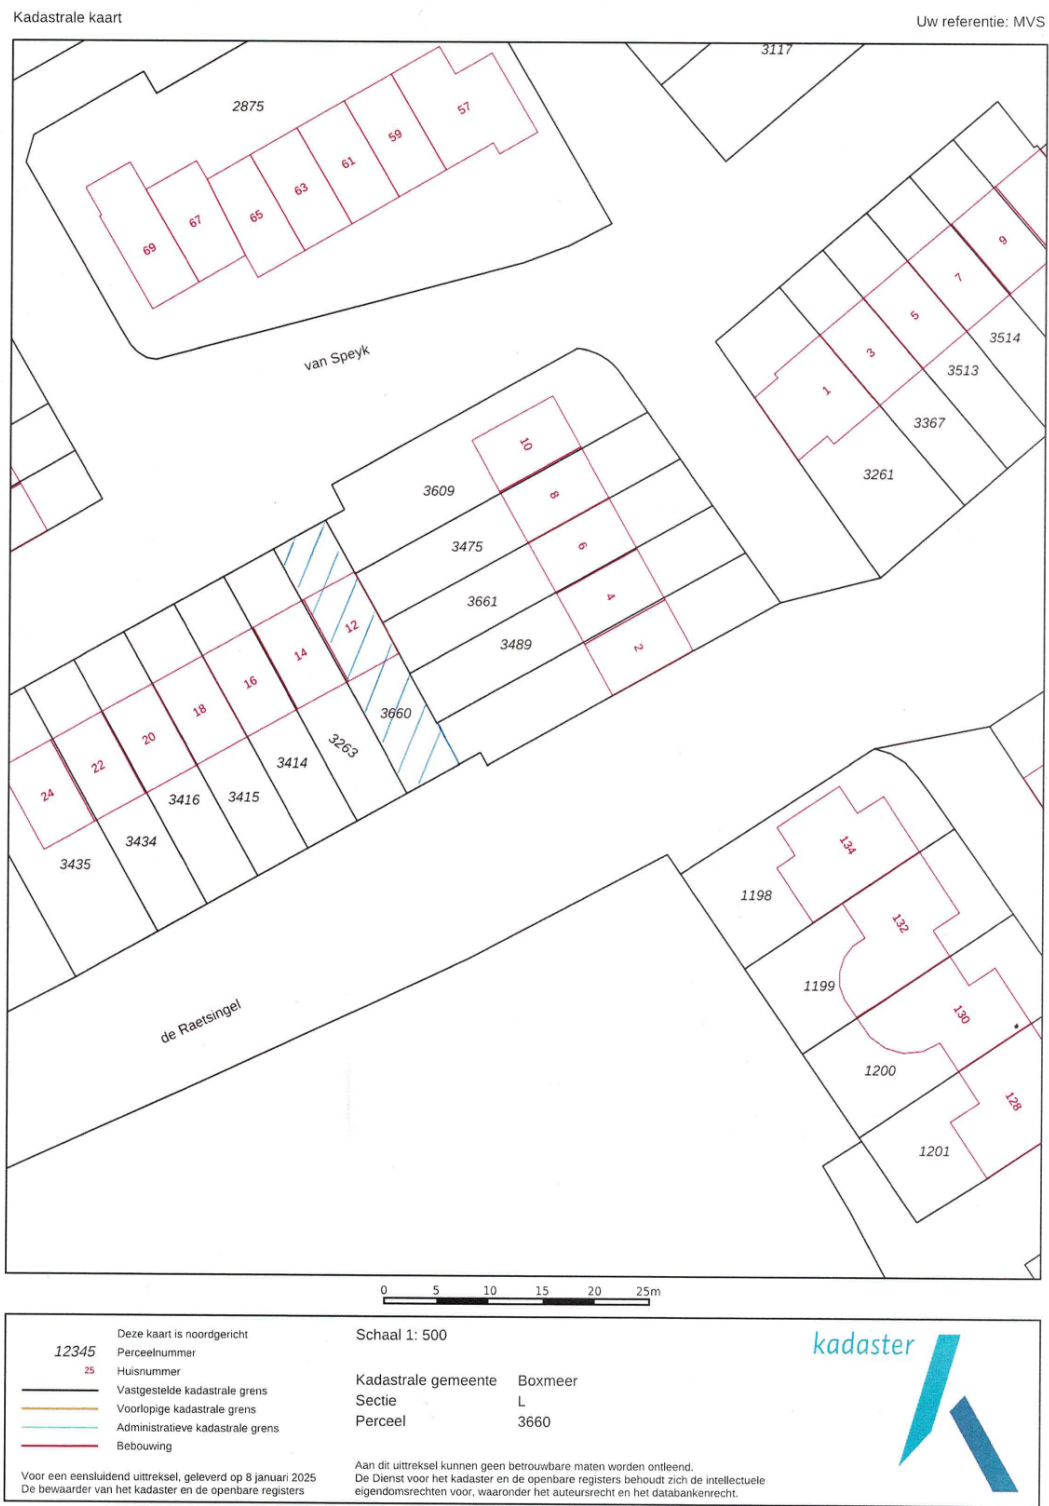 Kadastrale kaart
Uw referentie: MVS
3117
2875
57
59
61
63
65
67
69
9
7
5
3
1
3514
3513
3367
3261
van Speyk
10
8
6
4
2
3609
3475
3661
3489
12
14
16
18
20
22
24
3660
3263
3414
3415
3416
3434
3435
134
132
130
128
1198
1199
1200
1201
de Raetsingel
0 5 10 15 20 25m
Deze kaart is noordgericht
12345 Perceelnummer
25 Huisnummer
Vastgestelde kadastrale grens
Voorlopige kadastrale grens
Administratieve kadastrale grens
Bebouwing
Voor een eensluidend uittreksel, geleverd op 8 januari 2025
De bewaarder van het kadaster en de openbare registers
Schaal 1: 500
Kadastrale gemeente Boxmeer
Sectie L
Perceel 3660
Aan dit uittreksel kunnen geen betrouwbare maten worden ontleend.
De Dienst voor het kadaster en de openbare registers behoudt zich de intellectuele
eigendomsrechten voor, waaronder het auteursrecht en het databankenrecht.
kadaster